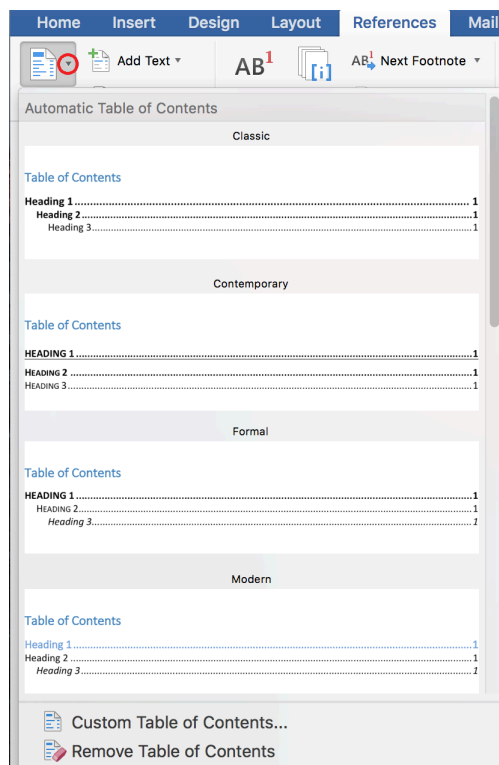 Home Insert Design Layout References Mail
Add Text AB1 [i] AB1 Next Footnote
Automatic Table of Contents
Classic
Table of Contents
Heading 1 1
Heading 2 1
Heading 3 1
Contemporary
Table of Contents
HEADING 1 1
HEADING 2 1
HEADING 3 1
Formal
Table of Contents
HEADING 1 1
HEADING 2 1
Heading 3 1
Modern
Table of Contents
Heading 1 1
Heading 2 1
Heading 3 1
Custom Table of Contents...
Remove Table of Contents